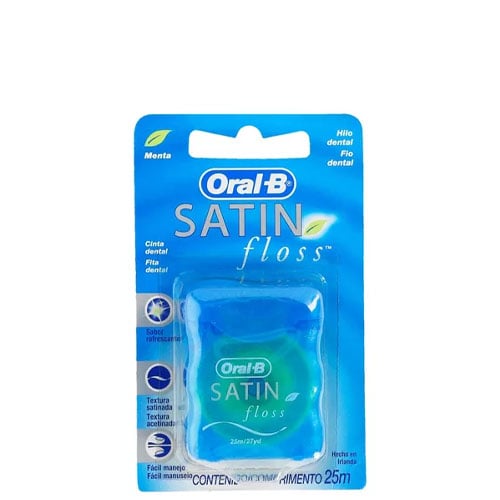 Menta
Hilo
dental
Fio
dental
Oral-B®
SATIN
floss™
Cinta
dental
Fita
dental
Sabor
refrescante
Textura
satinada
Textura
acetinada
Fácil manejo
Fácil manuseio
Oral-B
SATIN
floss
25m/27yd
Hecho en
Irlanda
CONTENIDO/COMPRIMENTO 25m